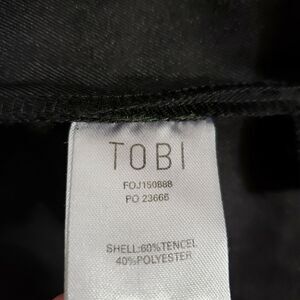 TOBI
FOJ150888
PO 23666
SHELL:60%TENCEL
40%POLYESTER